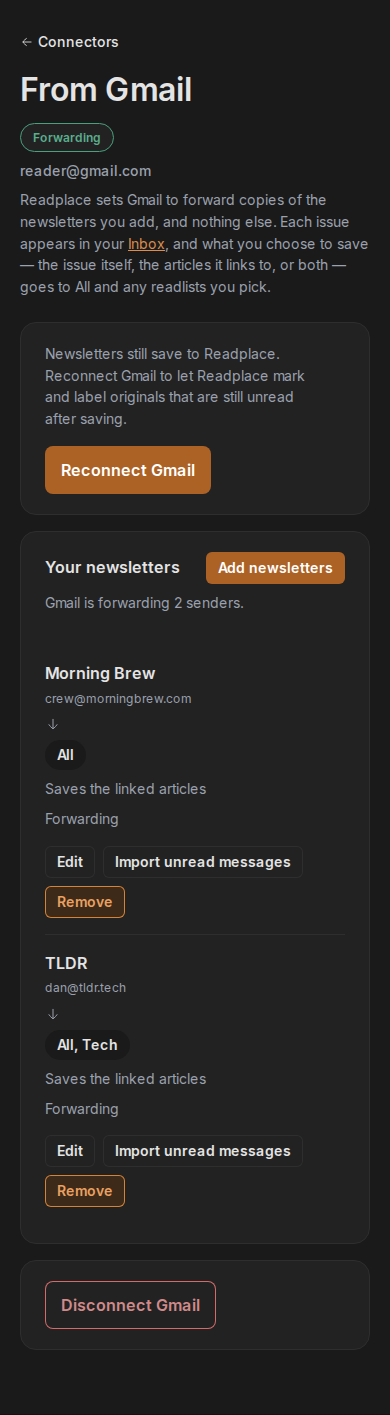 ← Connectors
From Gmail
Forwarding
reader@gmail.com
Readplace sets Gmail to forward copies of the
newsletters you add, and nothing else. Each issue
appears in your Inbox, and what you choose to save
— the issue itself, the articles it links to, or both —
goes to All and any readlists you pick.
Newsletters still save to Readplace.
Reconnect Gmail to let Readplace mark
and label originals that are still unread
after saving.
Reconnect Gmail
Your newsletters
Add newsletters
Gmail is forwarding 2 senders.
Morning Brew
crew@morningbrew.com
↓
All
Saves the linked articles
Forwarding
Edit
Import unread messages
Remove
TLDR
dan@tldr.tech
↓
All, Tech
Saves the linked articles
Forwarding
Edit
Import unread messages
Remove
Disconnect Gmail